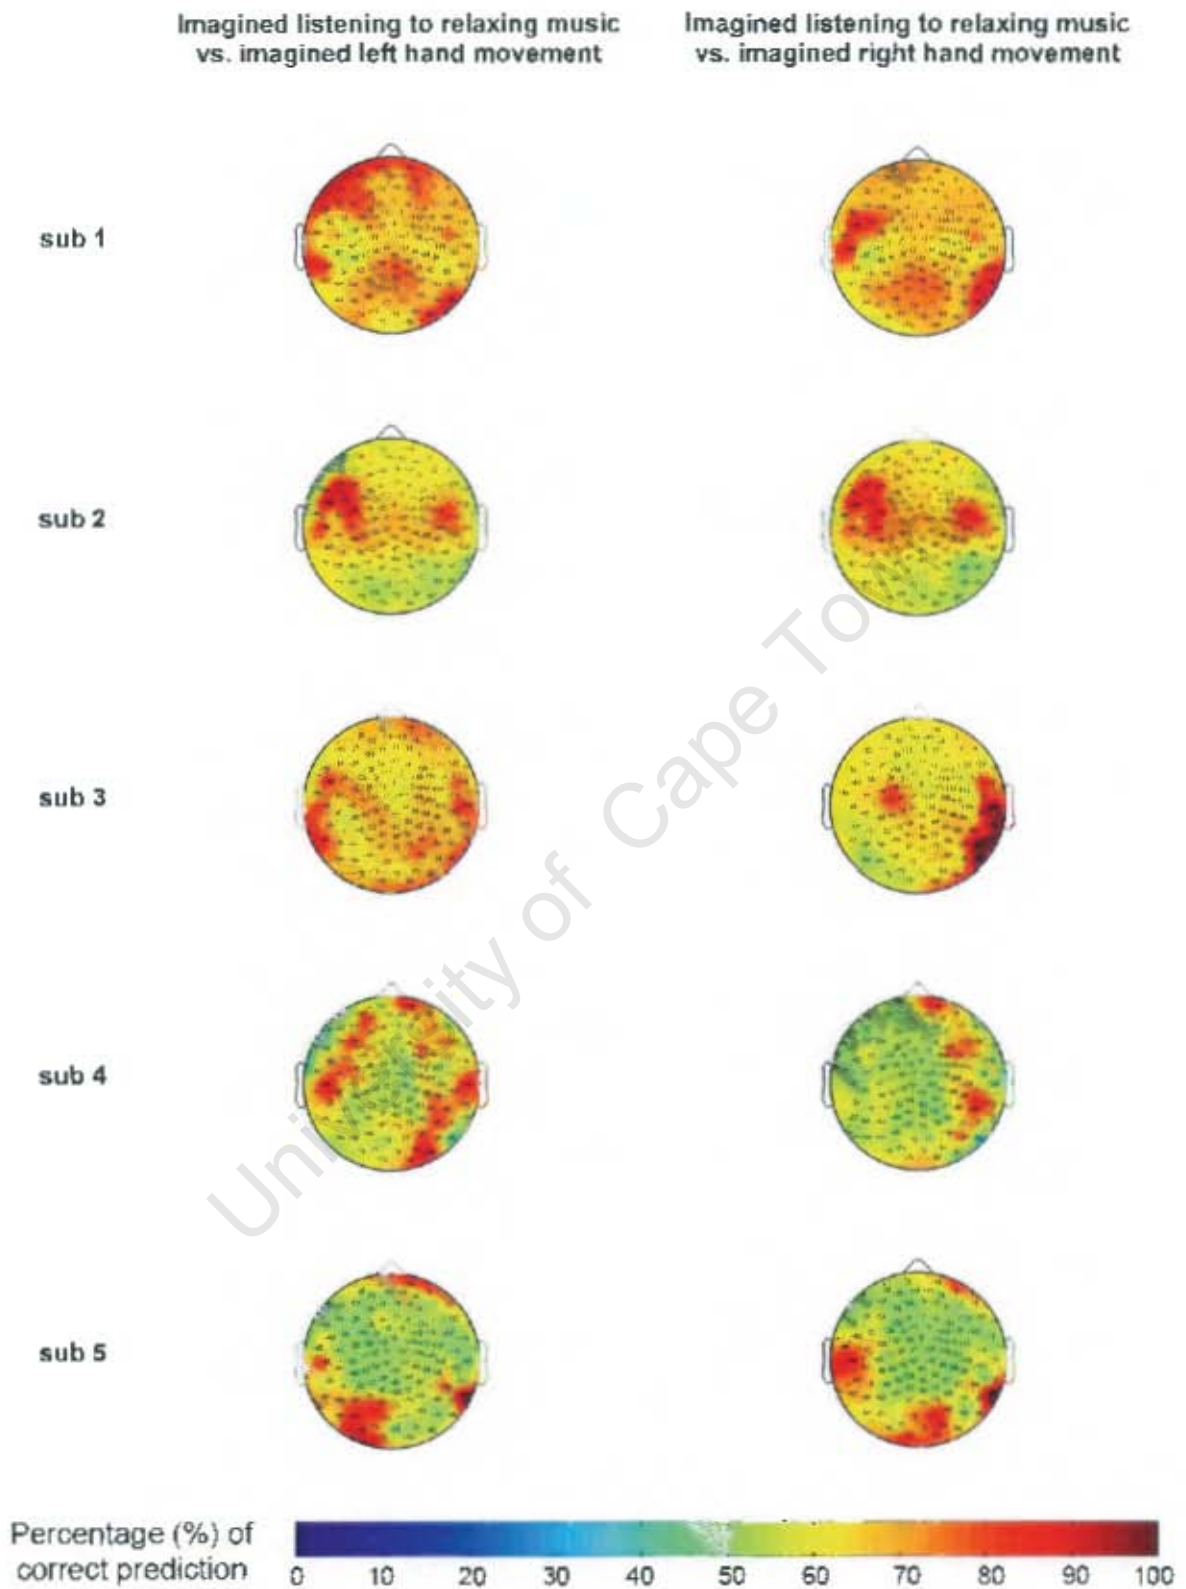 Imagined listening to relaxing music
vs. imagined left hand movement
Imagined listening to relaxing music
vs. imagined right hand movement
sub 1
sub 2
sub 3
sub 4
sub 5
University of Cape Town
Percentage (%) of
correct prediction
0 10 20 30 40 50 60 70 80 90 100